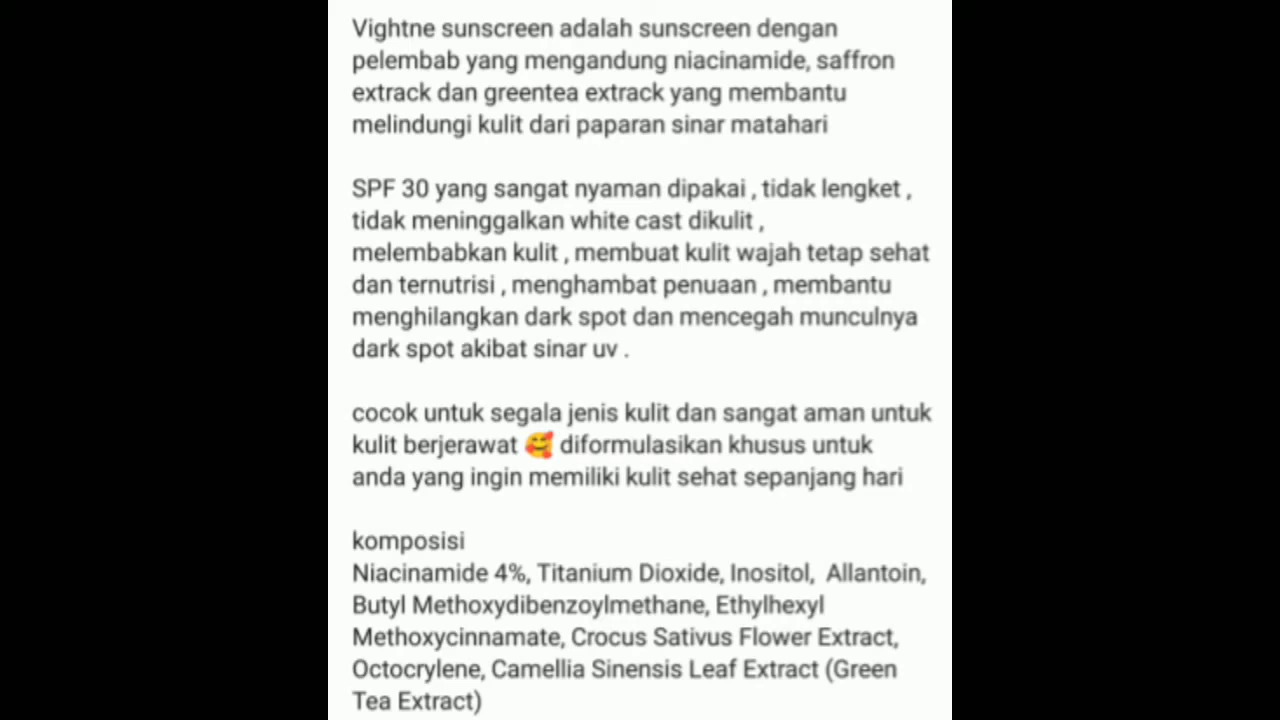 Vightne sunscreen adalah sunscreen dengan
pelembab yang mengandung niacinamide, saffron
extrack dan greentea extrack yang membantu
melindungi kulit dari paparan sinar matahari
SPF 30 yang sangat nyaman dipakai , tidak lengket ,
tidak meninggalkan white cast dikulit ,
melembabkan kulit , membuat kulit wajah tetap sehat
dan ternutrisi , menghambat penuaan , membantu
menghilangkan dark spot dan mencegah munculnya
dark spot akibat sinar uv .
cocok untuk segala jenis kulit dan sangat aman untuk
kulit berjerawat 🥰 diformulasikan khusus untuk
anda yang ingin memiliki kulit sehat sepanjang hari
komposisi
Niacinamide 4%, Titanium Dioxide, Inositol,  Allantoin,
Butyl Methoxydibenzoylmethane, Ethylhexyl
Methoxycinnamate, Crocus Sativus Flower Extract,
Octocrylene, Camellia Sinensis Leaf Extract (Green
Tea Extract)